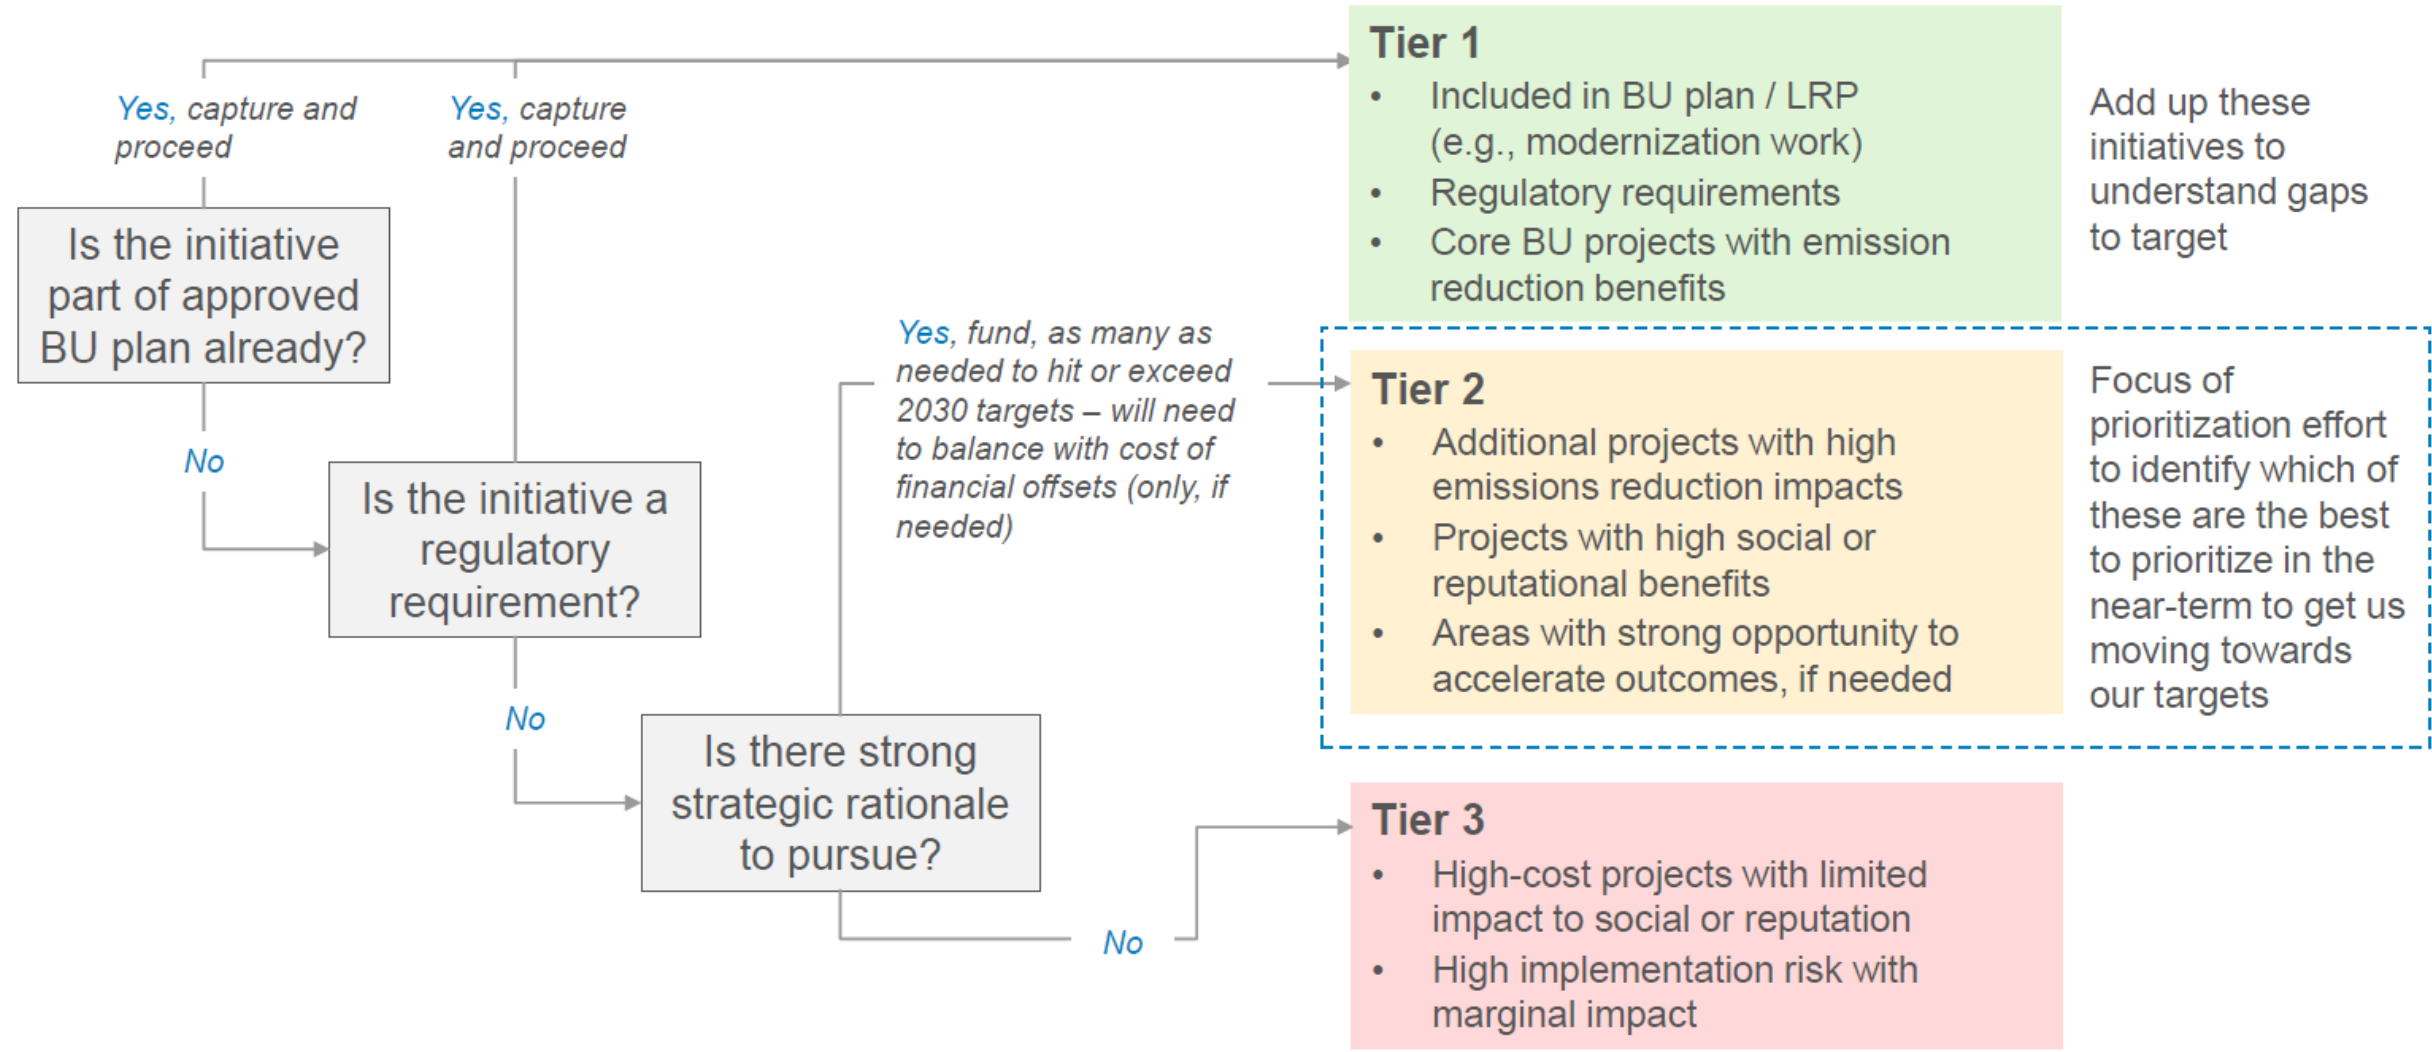 Yes, capture and
proceed
Yes, capture
and proceed
Is the initiative
part of approved
BU plan already?
No
Is the initiative a
regulatory
requirement?
No
Is there strong
strategic rationale
to pursue?
Yes, fund, as many as
needed to hit or exceed
2030 targets – will need
to balance with cost of
financial offsets (only, if
needed)
No
Tier 1
• Included in BU plan / LRP
(e.g., modernization work)
• Regulatory requirements
• Core BU projects with emission
reduction benefits
Add up these
initiatives to
understand gaps
to target
Tier 2
• Additional projects with high
emissions reduction impacts
• Projects with high social or
reputational benefits
• Areas with strong opportunity to
accelerate outcomes, if needed
Focus of
prioritization effort
to identify which of
these are the best
to prioritize in the
near-term to get us
moving towards
our targets
Tier 3
• High-cost projects with limited
impact to social or reputation
• High implementation risk with
marginal impact